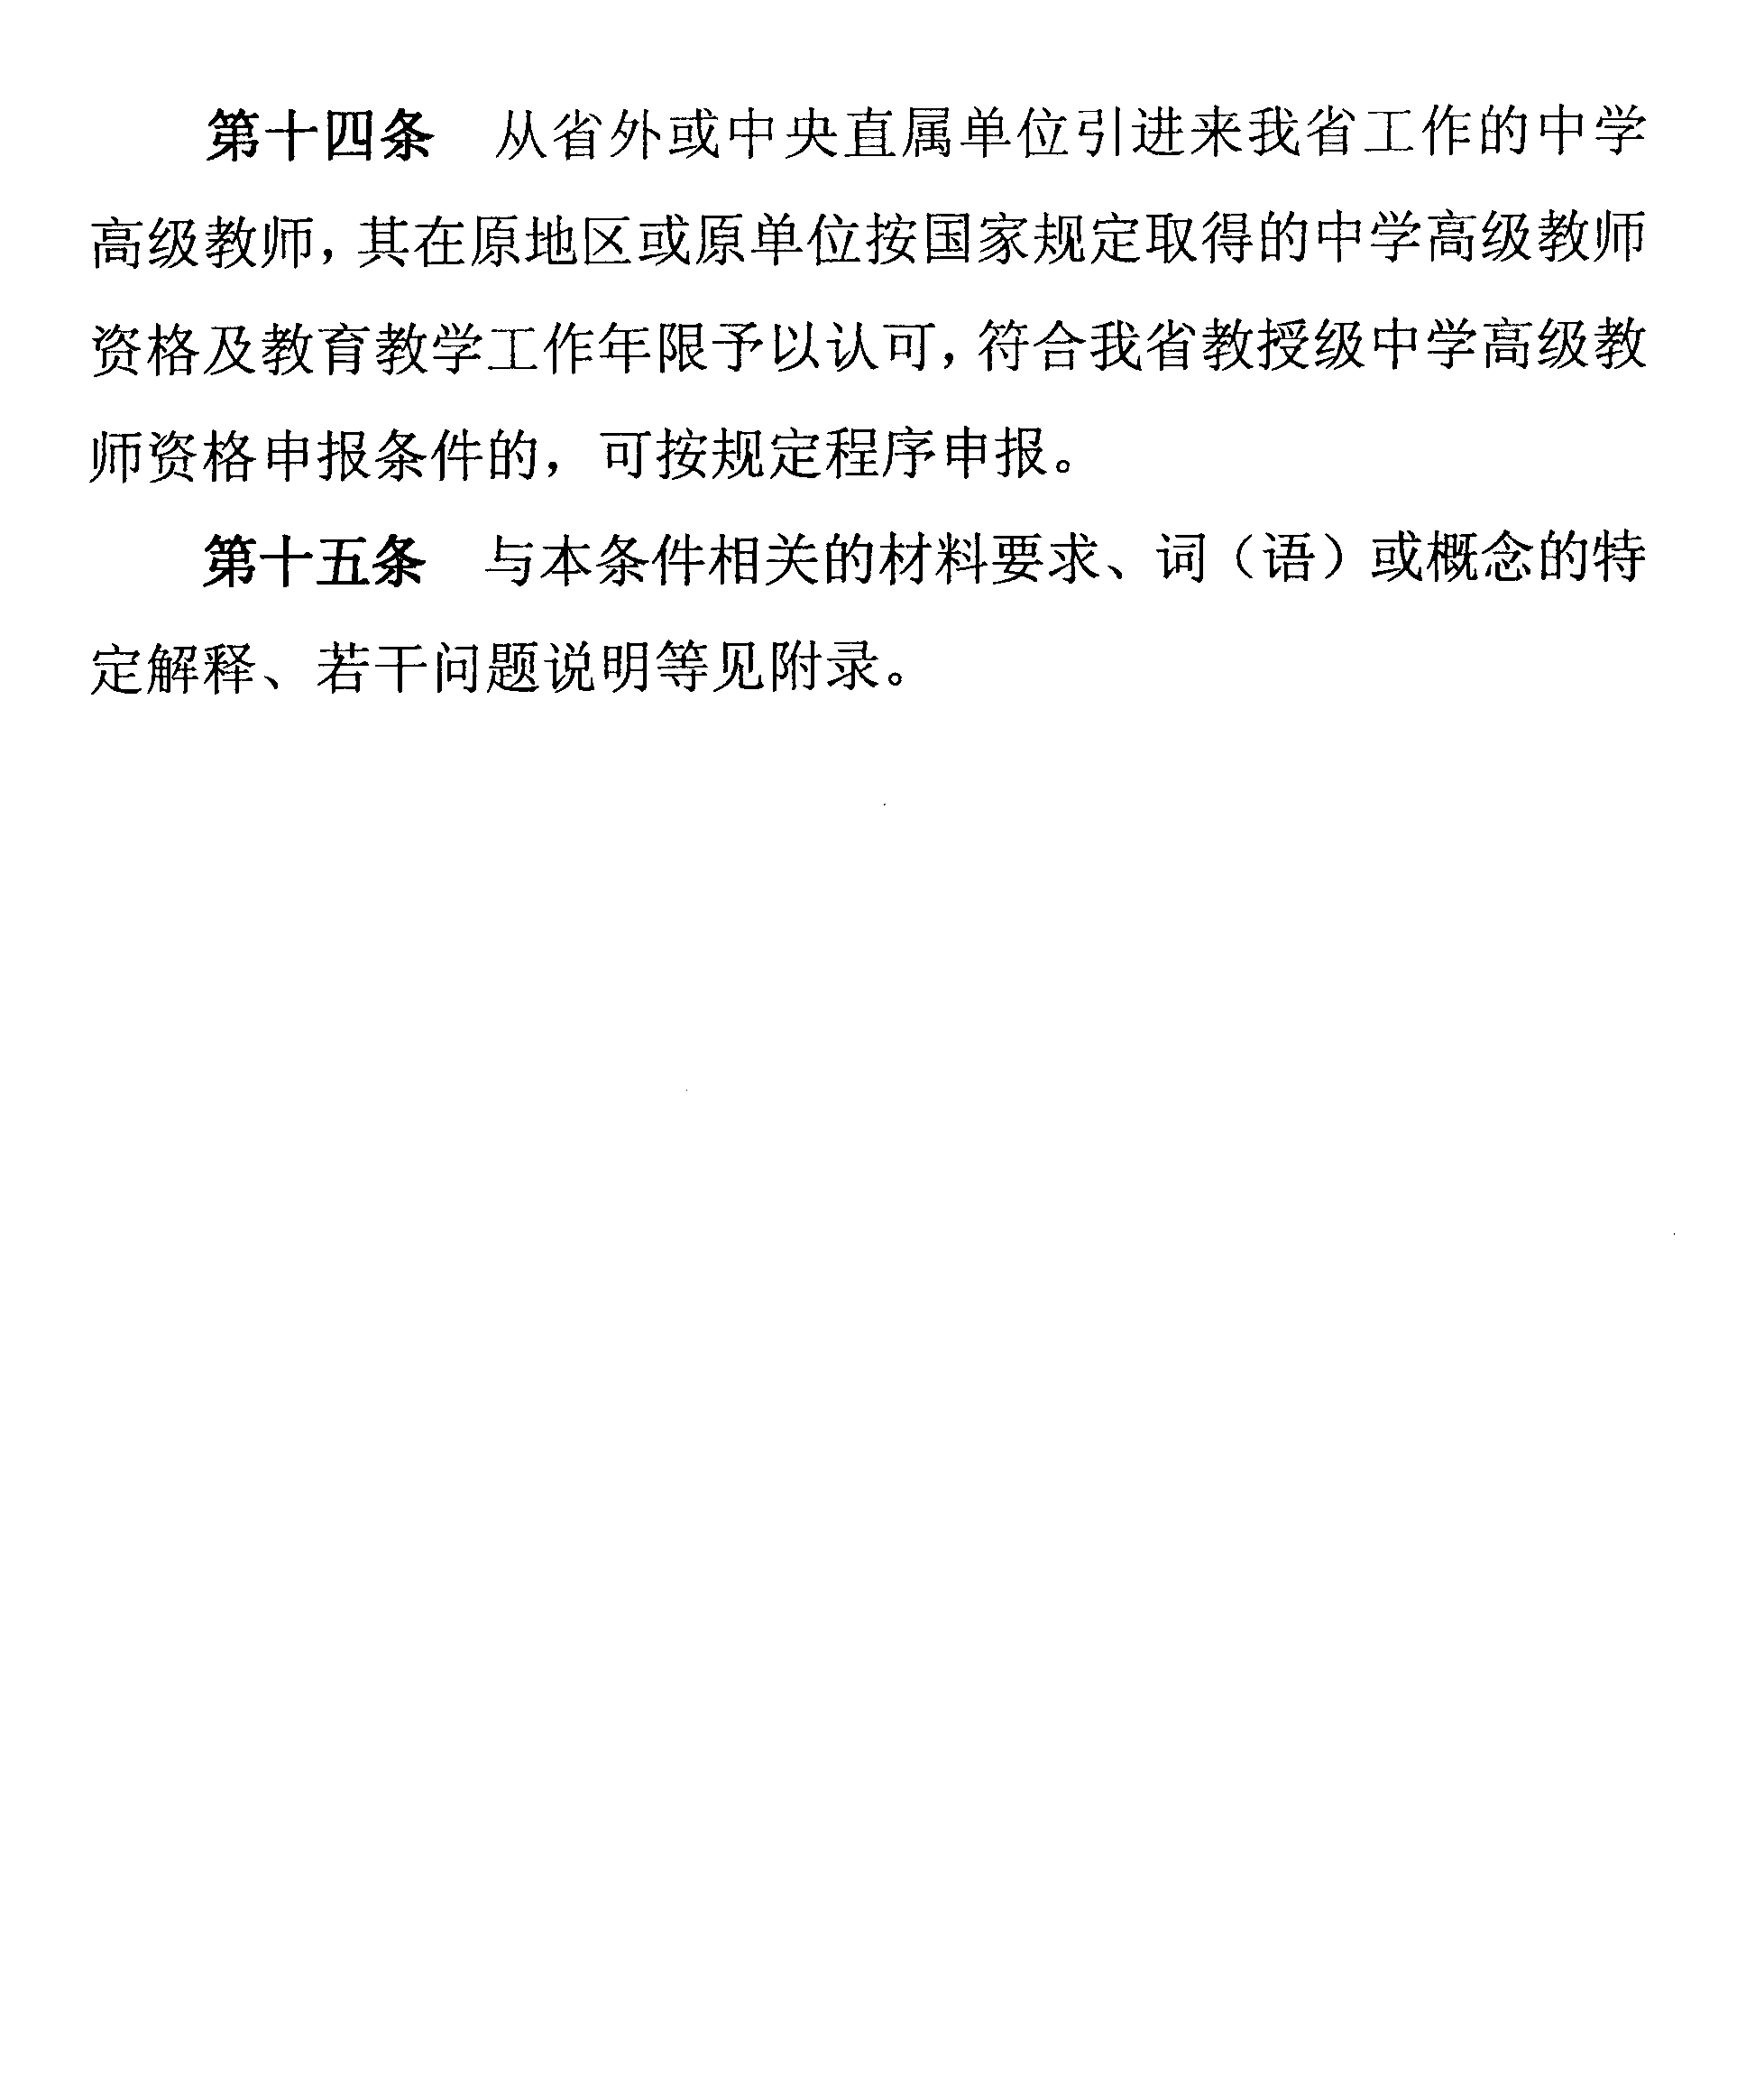 第十四条　从省外或中央直属单位引进来我省工作的中学
高级教师，其在原地区或原单位按国家规定取得的中学高级教师
资格及教育教学工作年限予以认可，符合我省教授级中学高级教
师资格申报条件的，可按规定程序申报。
第十五条　与本条件相关的材料要求、词（语）或概念的特
定解释、若干问题说明等见附录。